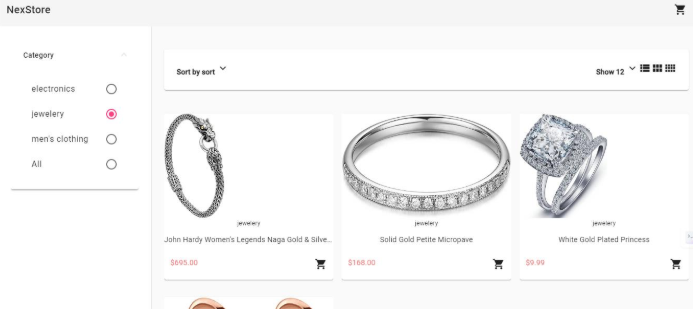 NexStore
Category
electronics
jewelery
men's clothing
All
Sort by sort
Show 12
jewelery
John Hardy Women's Legends Naga Gold & Silve...
$695.00
jewelery
Solid Gold Petite Micropave
$168.00
jewelery
White Gold Plated Princess
$9.99